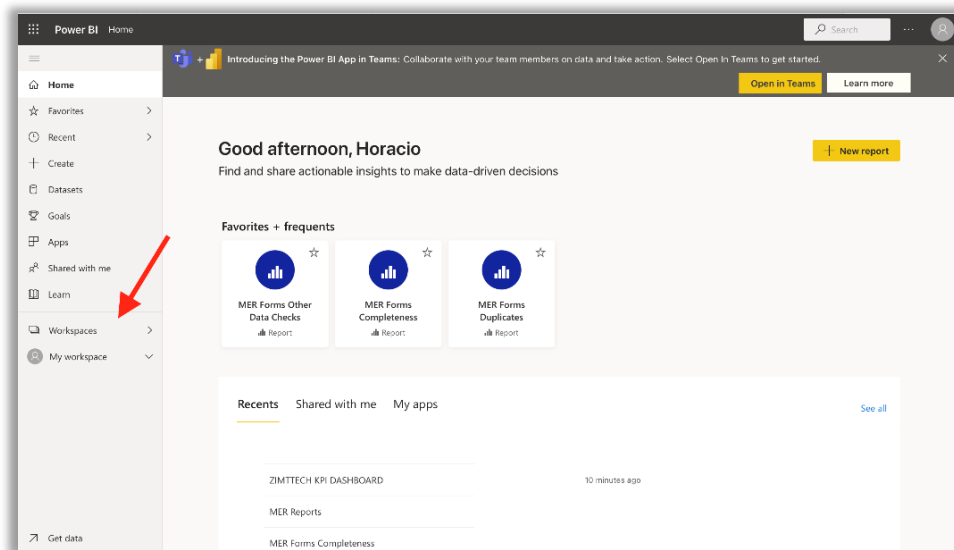 Power BI Home
Search
Introducing the Power BI App in Teams: Collaborate with your team members on data and take action. Select Open In Teams to get started.
Open in Teams
Learn more
Home
Favorites
Recent
Create
Datasets
Goals
Apps
Shared with me
Learn
Workspaces
My workspace
Get data
Good afternoon, Horacio
Find and share actionable insights to make data-driven decisions
New report
Favorites + frequents
MER Forms Other
Data Checks
Report
MER Forms
Completeness
Report
MER Forms
Duplicates
Report
Recents
Shared with me
My apps
See all
ZIMTTECH KPI DASHBOARD
10 minutes ago
MER Reports
MER Forms Completeness